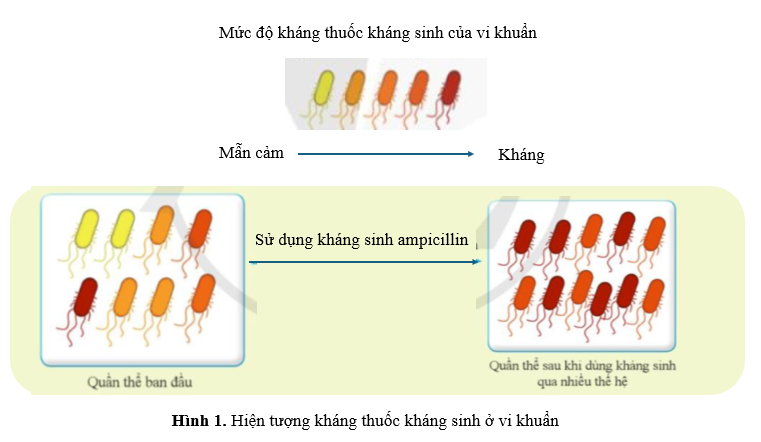 Mức độ kháng thuốc kháng sinh của vi khuẩn
Mẫn cảm
Kháng
Sử dụng kháng sinh ampicillin
Quần thể ban đầu
Quần thể sau khi dùng kháng sinh
qua nhiều thế hệ
Hình 1. Hiện tượng kháng thuốc kháng sinh ở vi khuẩn